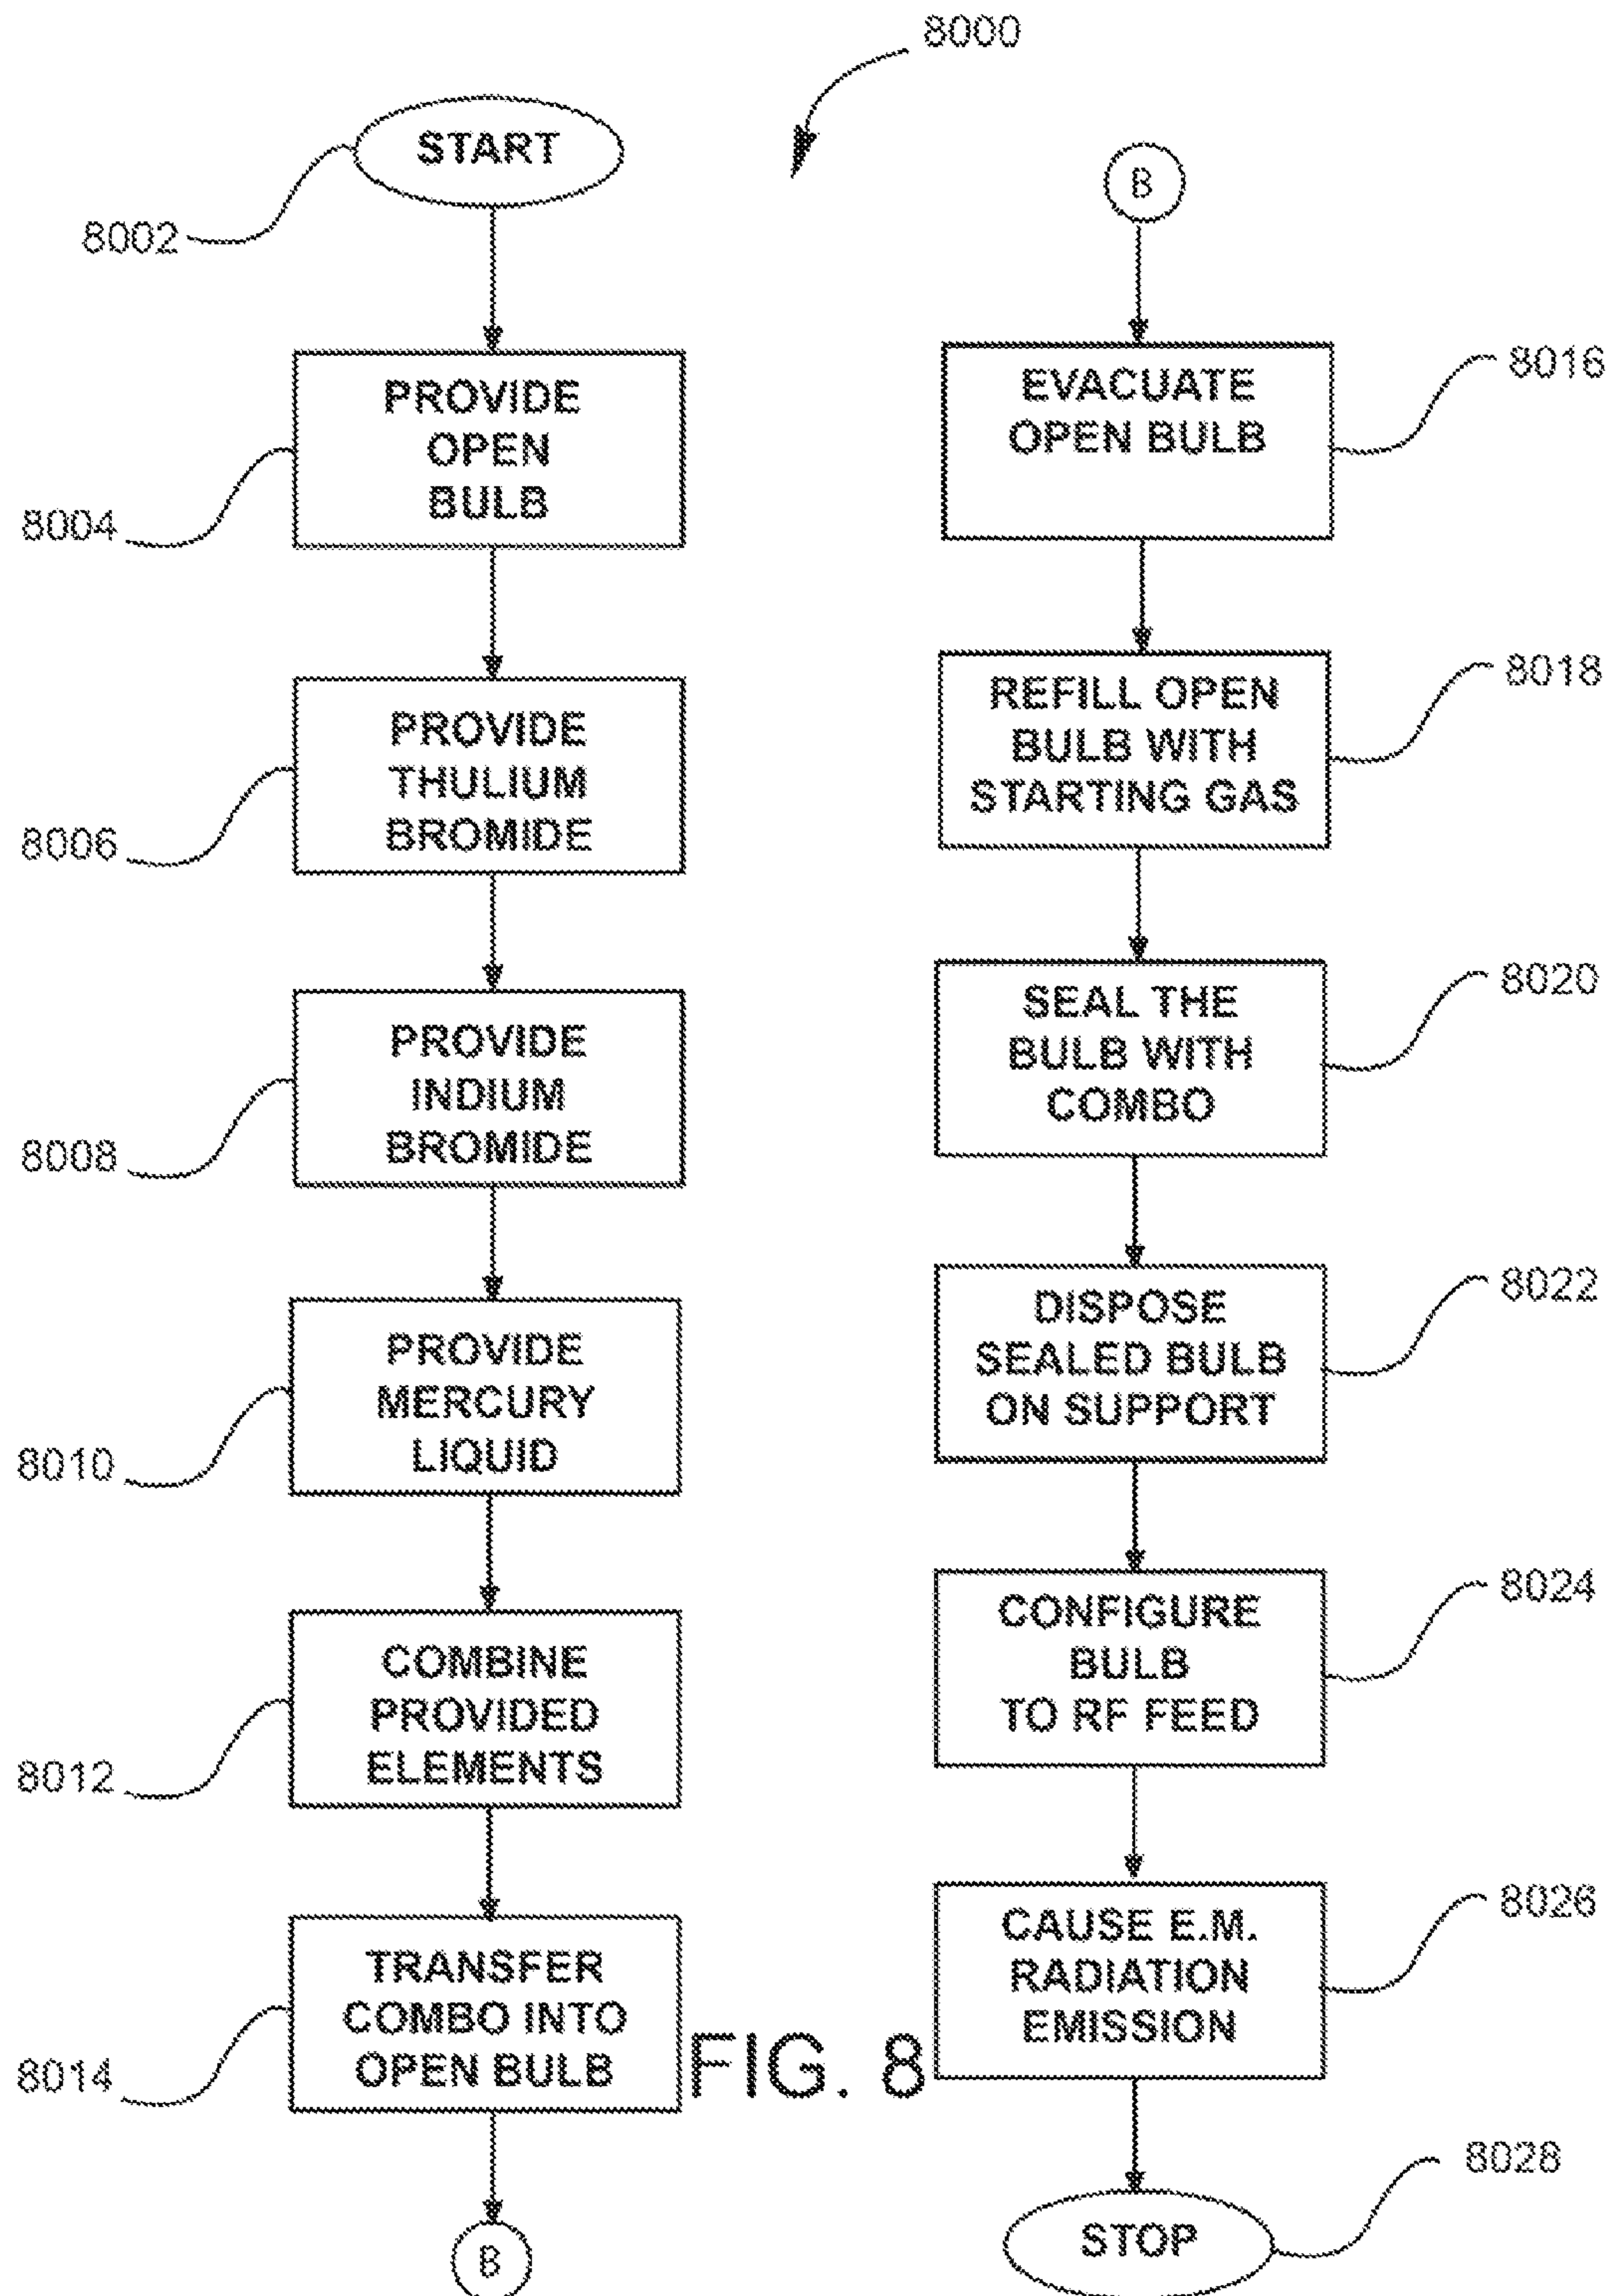 8000
START
8002
PROVIDE
OPEN
BULB
8004
PROVIDE
THULIUM
BROMIDE
8006
PROVIDE
INDIUM
BROMIDE
8008
PROVIDE
MERCURY
LIQUID
8010
COMBINE
PROVIDED
ELEMENTS
8012
TRANSFER
COMBO INTO
OPEN BULB
8014
B
B
EVACUATE
OPEN BULB
8016
REFILL OPEN
BULB WITH
STARTING GAS
8018
SEAL THE
BULB WITH
COMBO
8020
DISPOSE
SEALED BULB
ON SUPPORT
8022
CONFIGURE
BULB
TO RF FEED
8024
CAUSE E.M.
RADIATION
EMISSION
8026
STOP
8028
FIG. 8